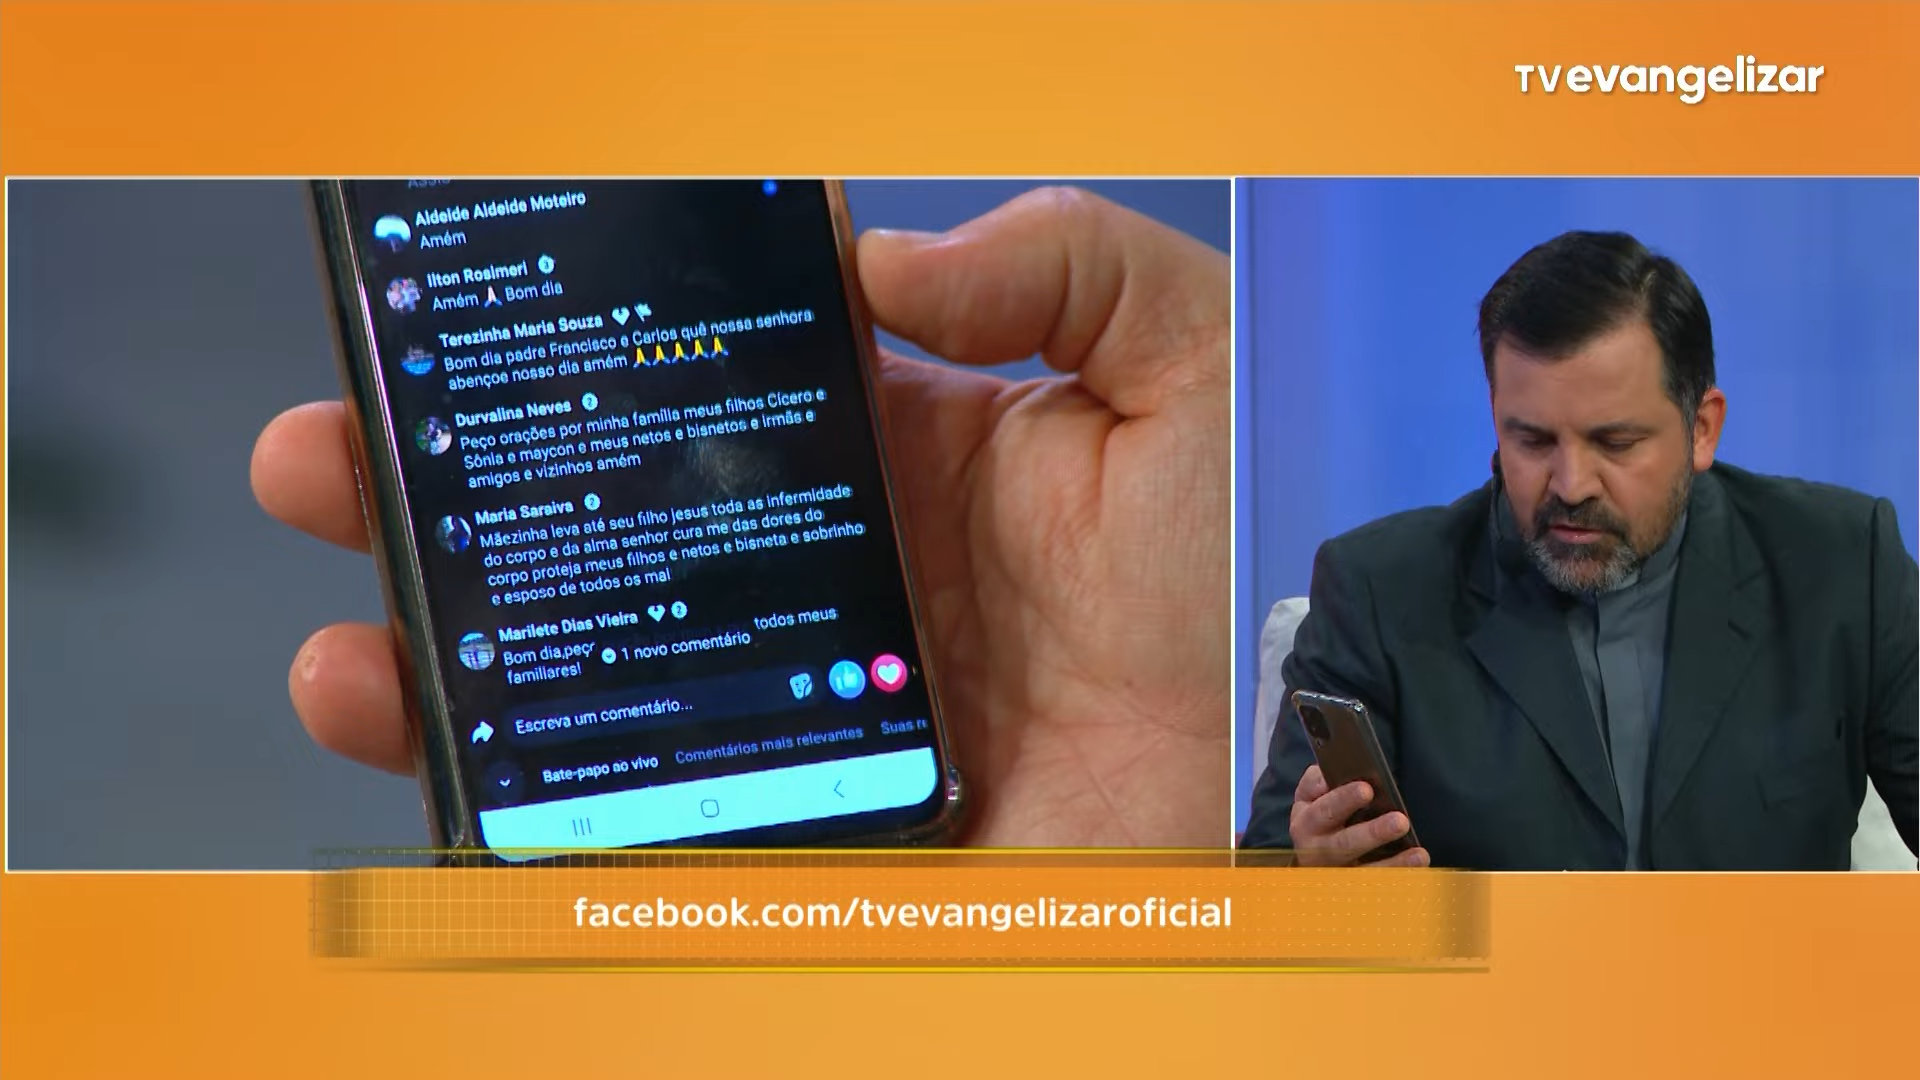 TVevangelizar
Aldeide Aldeide Moteiro
Amém
Ilton Rosimeri
Amém 🙏🏻 Bom dia
Terezinha Maria Souza
Bom dia padre Francisco e Carlos quê nossa senhora
abençoe nosso dia amém 🙏🙏🙏🙏🙏
Durvalina Neves
Peço orações por minha família meus filhos Cícero e
Sônia e maycon e meus netos e bisnetos e irmãs e
amigos e vizinhos amém
Maria Saraiva
Mãezinha leva até seu filho jesus toda as infermidade
do corpo e da alma senhor cura me das dores do
corpo proteja meus filhos e netos e bisneta e sobrinho
e esposo de todos os mal
Marilete Dias Vieira
Bom dia,peç
todos meus
1 novo comentário
familiares!
Escreva um comentário...
Bate-papo ao vivo
Comentários mais relevantes
Suas
facebook.com/tvevangelizaroficial